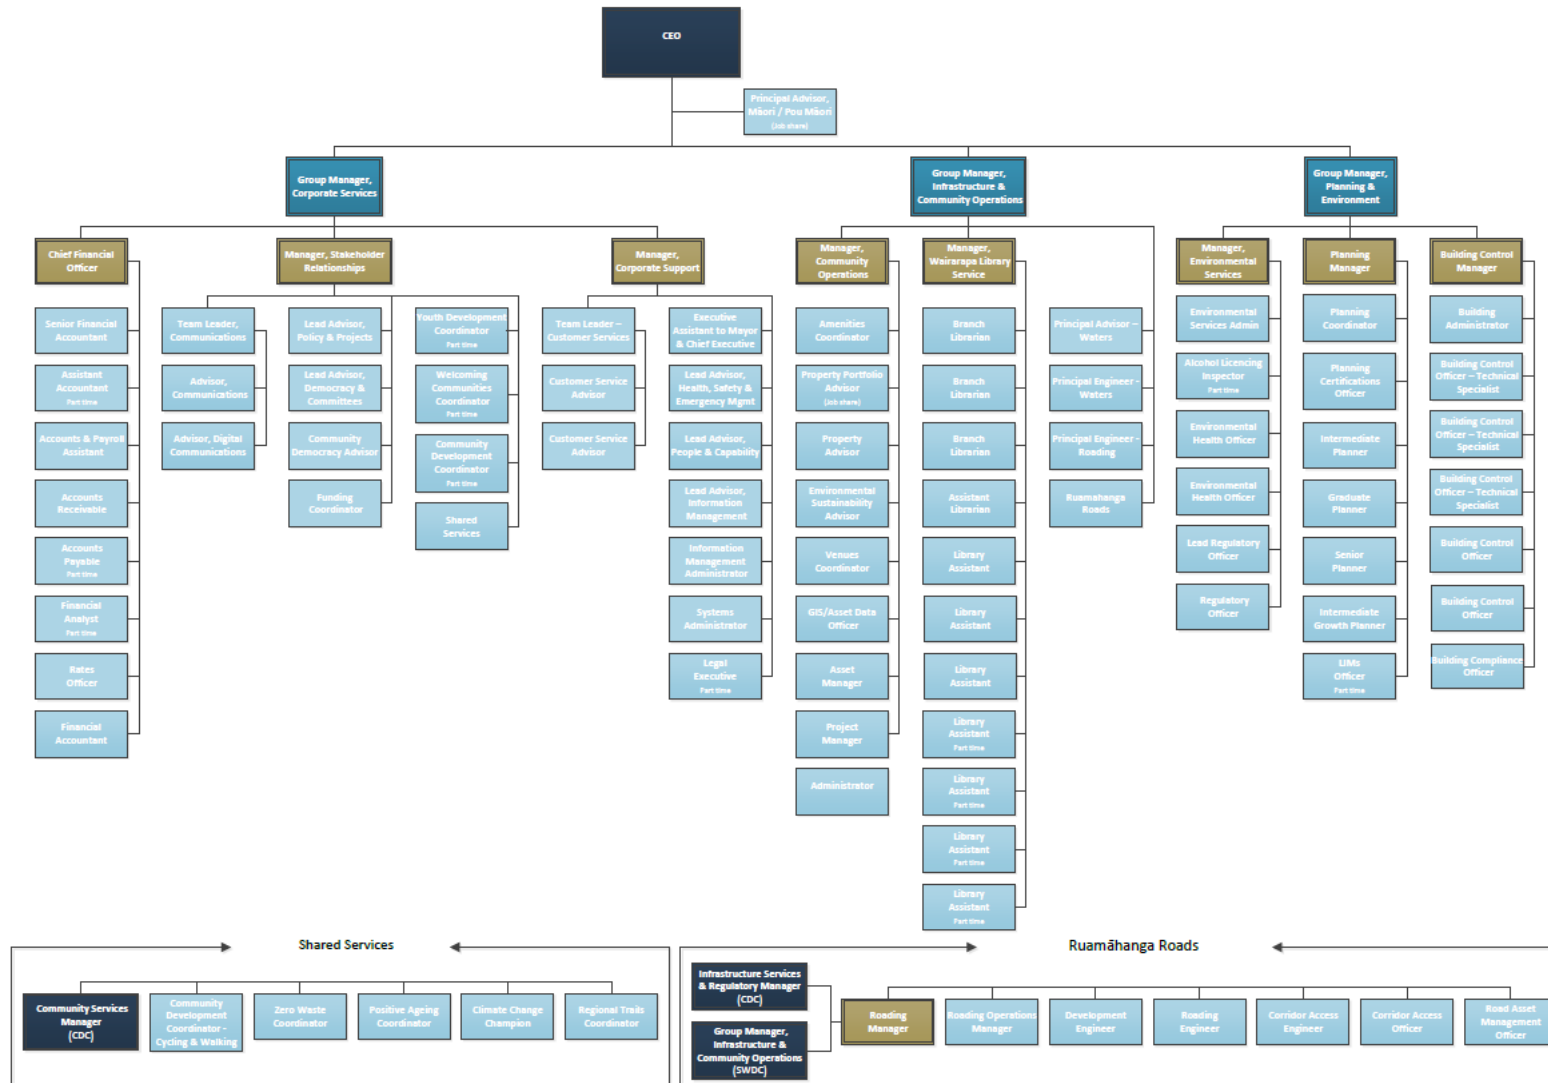 CEO
Principal Advisor,
Māori / Pou Māori
(Job share)
Group Manager,
Corporate Services
Group Manager,
Infrastructure &
Community Operations
Group Manager,
Planning &
Environment
Chief Financial
Officer
Manager, Stakeholder
Relationships
Manager,
Corporate Support
Manager,
Community
Operations
Manager,
Wairarapa Library
Service
Manager,
Environmental
Services
Planning
Manager
Building Control
Manager
Senior Financial
Accountant
Assistant
Accountant
Part time
Accounts & Payroll
Assistant
Accounts
Receivable
Accounts
Payable
Part time
Financial
Analyst
Part time
Rates
Officer
Financial
Accountant
Team Leader,
Communications
Advisor,
Communications
Advisor, Digital
Communications
Lead Advisor,
Policy & Projects
Lead Advisor,
Democracy &
Committees
Community
Democracy Advisor
Funding
Coordinator
Youth Development
Coordinator
Part time
Welcoming
Communities
Coordinator
Part time
Community
Development
Coordinator
Part time
Shared
Services
Team Leader –
Customer Services
Customer Service
Advisor
Customer Service
Advisor
Executive
Assistant to Mayor
& Chief Executive
Lead Advisor,
Health, Safety &
Emergency Mgmt
Lead Advisor,
People & Capability
Lead Advisor,
Information
Management
Information
Management
Administrator
Systems
Administrator
Legal
Executive
Part time
Amenities
Coordinator
Property Portfolio
Advisor
(Job share)
Property
Advisor
Environmental
Sustainability
Advisor
Venues
Coordinator
GIS/Asset Data
Officer
Asset
Manager
Project
Manager
Administrator
Branch
Librarian
Branch
Librarian
Branch
Librarian
Assistant
Librarian
Library
Assistant
Library
Assistant
Library
Assistant
Library
Assistant
Part time
Library
Assistant
Part time
Library
Assistant
Part time
Library
Assistant
Part time
Principal Advisor –
Waters
Principal Engineer -
Waters
Principal Engineer -
Roading
Ruamahanga
Roads
Environmental
Services Admin
Alcohol Licencing
Inspector
Part time
Environmental
Health Officer
Environmental
Health Officer
Lead Regulatory
Officer
Regulatory
Officer
Planning
Coordinator
Planning
Certifications
Officer
Intermediate
Planner
Graduate
Planner
Senior
Planner
Intermediate
Growth Planner
LIMs
Officer
Part time
Building
Administrator
Building Control
Officer – Technical
Specialist
Building Control
Officer – Technical
Specialist
Building Control
Officer – Technical
Specialist
Building Control
Officer
Building Control
Officer
Building Compliance
Officer
Shared Services
Community Services
Manager
(CDC)
Community
Development
Coordinator -
Cycling & Walking
Zero Waste
Coordinator
Positive Ageing
Coordinator
Climate Change
Champion
Regional Trails
Coordinator
Ruamāhanga Roads
Infrastructure Services
& Regulatory Manager
(CDC)
Group Manager,
Infrastructure &
Community Operations
(SWDC)
Roading
Manager
Roading Operations
Manager
Development
Engineer
Roading
Engineer
Corridor Access
Engineer
Corridor Access
Officer
Road Asset
Management
Officer